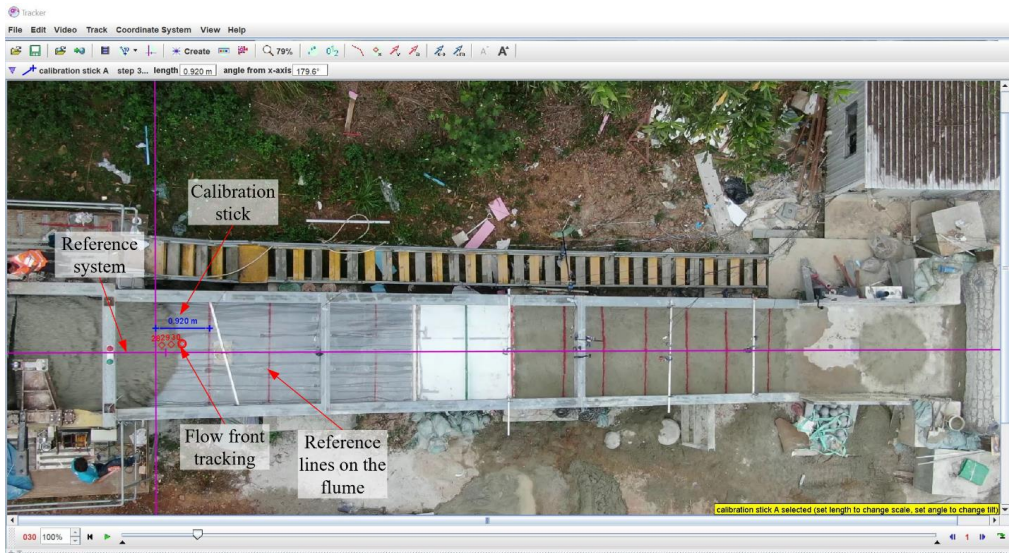 Tracker
File Edit Video Track Coordinate System View Help
Create 79%
calibration stick A step 3... length 0.920 m angle from x-axis 179.6°
Calibration
stick
Reference
system
0.920 m
Flow front
tracking
Reference
lines on the
flume
calibration stick A selected (set length to change scale, set angle to change tilt)
030 100% 1